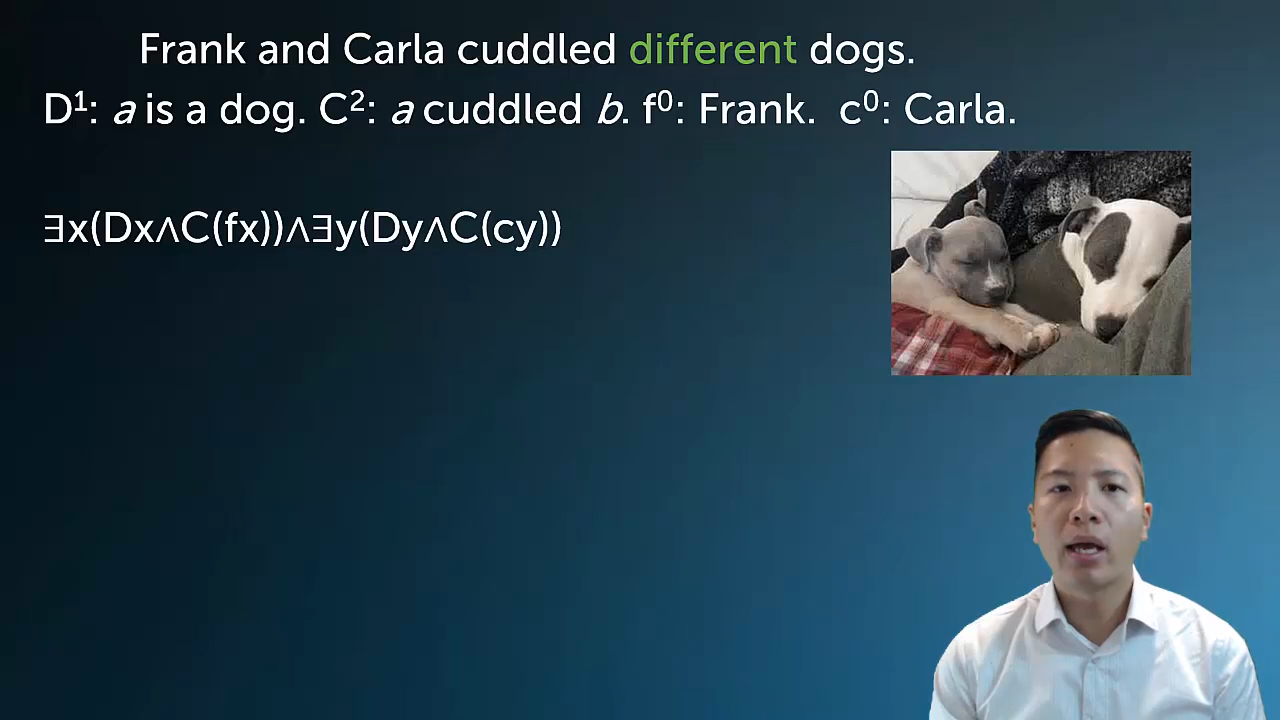 Frank and Carla cuddled different dogs.
D¹: a is a dog. C²: a cuddled b. f⁰: Frank. c⁰: Carla.
∃x(Dx∧C(fx))∧∃y(Dy∧C(cy))